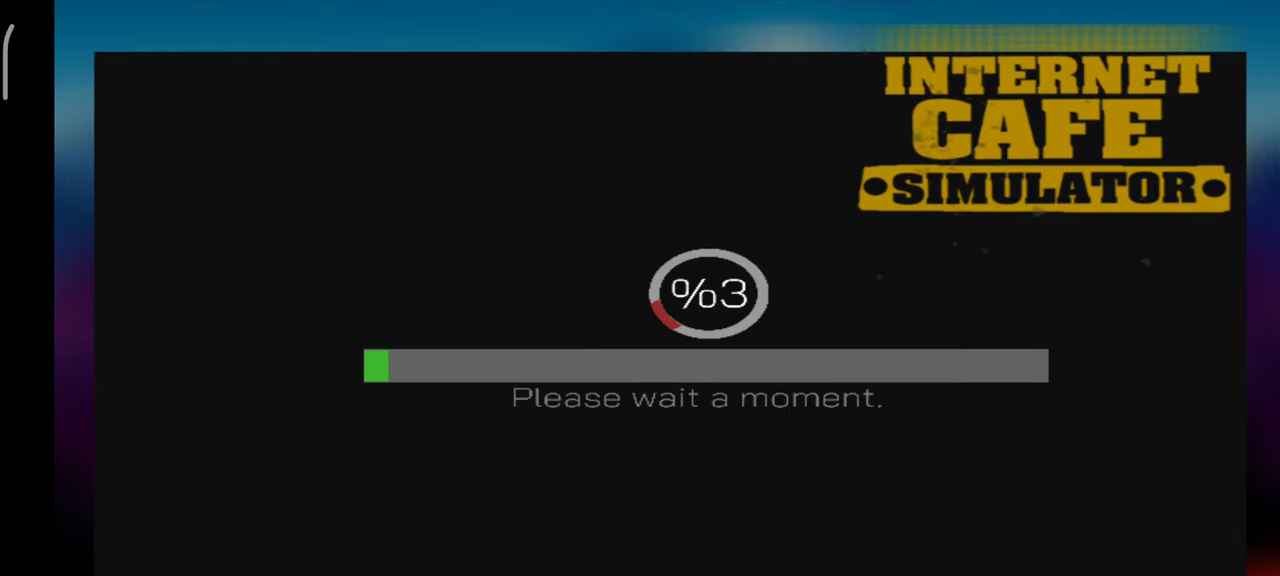 INTERNET
CAFE
SIMULATOR
%3
Please wait a moment.